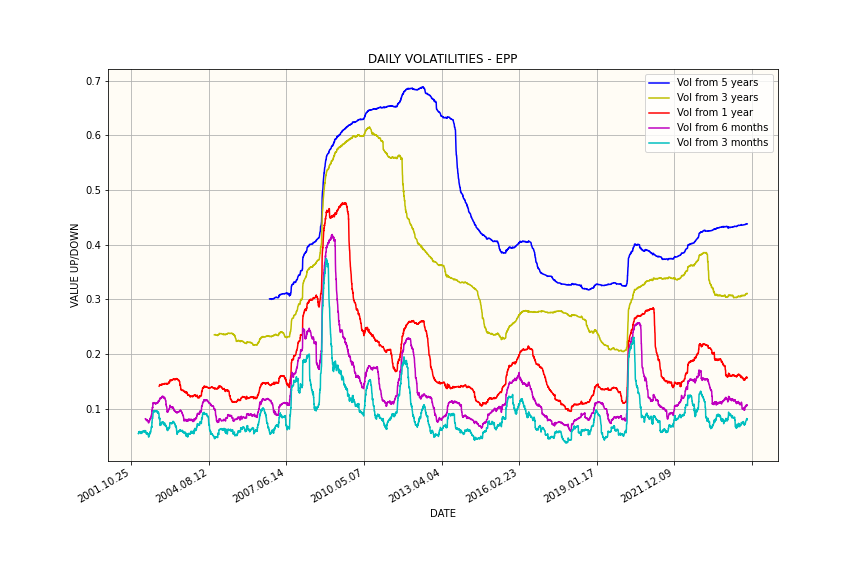 DAILY VOLATILITIES - EPP
VALUE UP/DOWN
0.7
0.6
0.5
0.4
0.3
0.2
0.1
Vol from 5 years
Vol from 3 years
Vol from 1 year
Vol from 6 months
Vol from 3 months
2001.10.25
2004.08.12
2007.06.14
2010.05.07
2013.04.04
2016.02.23
2019.01.17
2021.12.09
DATE